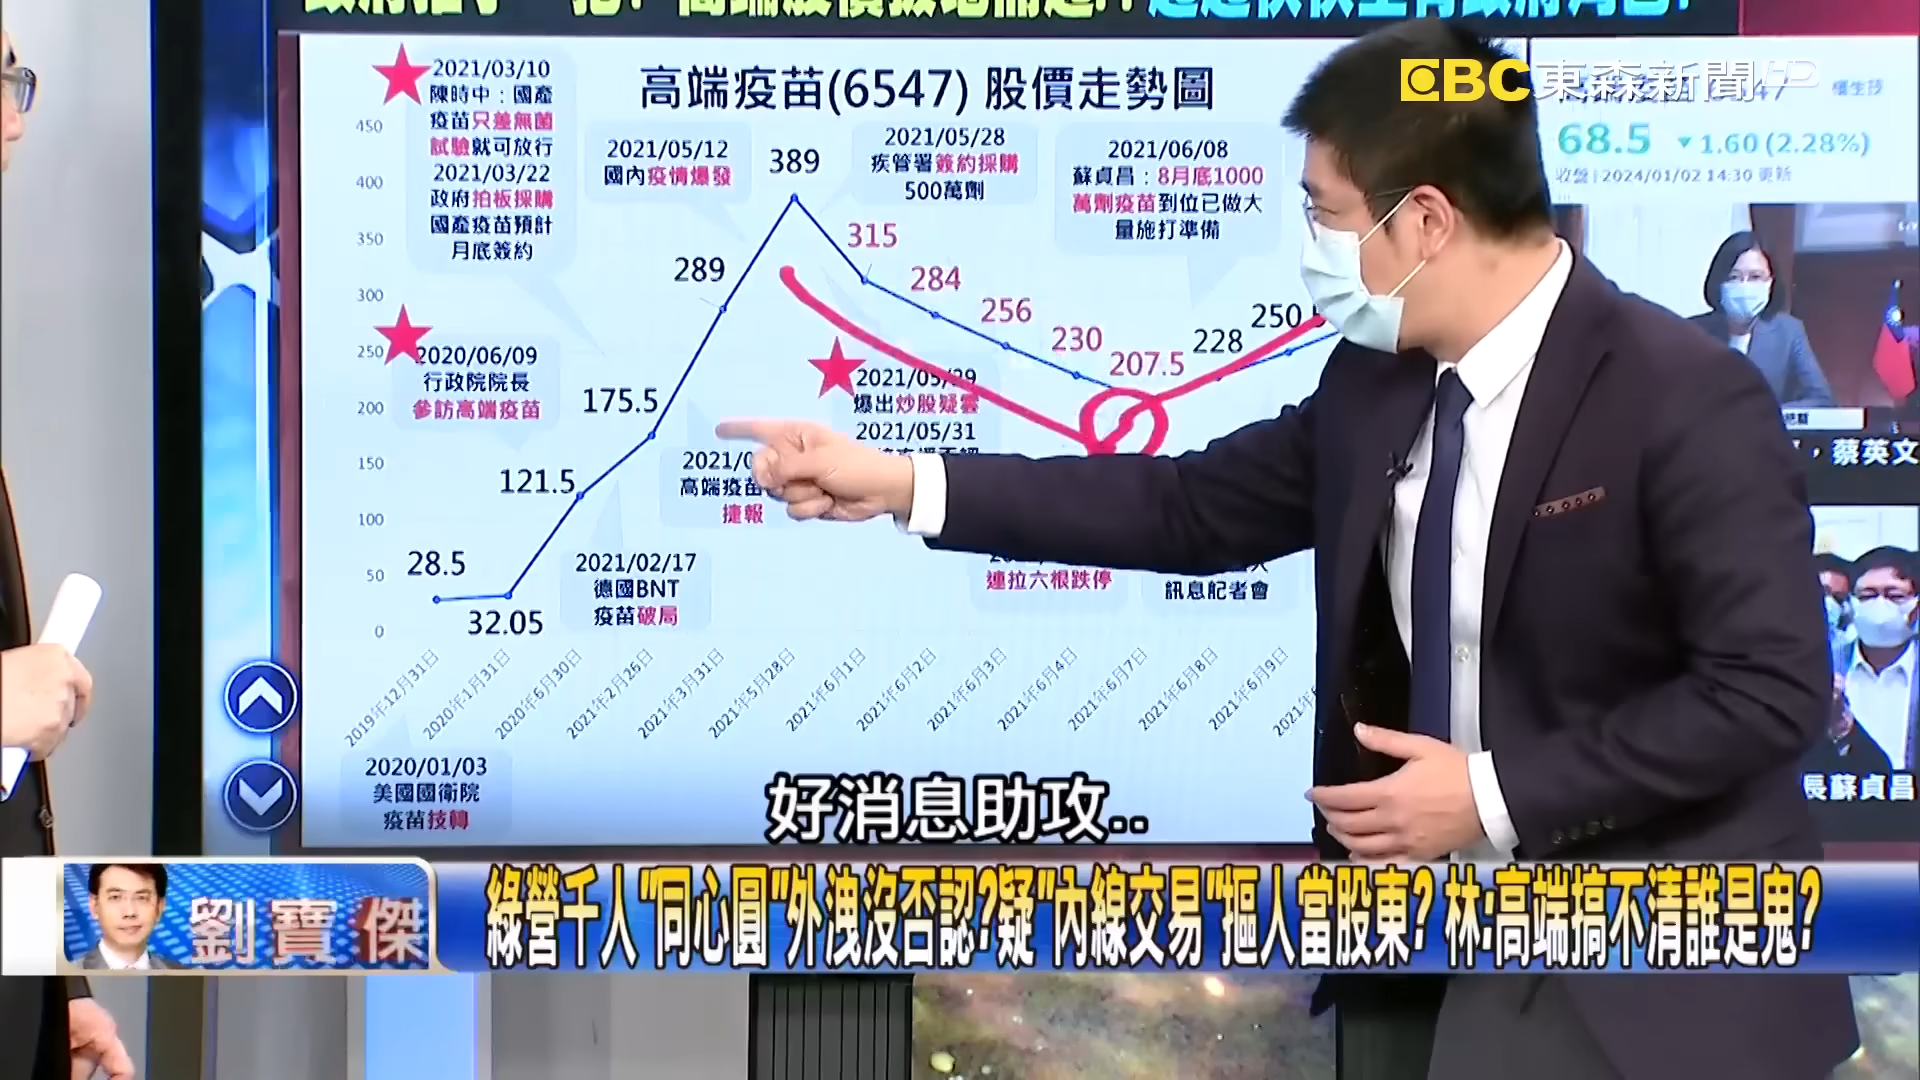 EBC東森新聞HD
高端疫苗(6547) 股價走勢圖
68.5 ▼1.60 (2.28%)
收盤 | 2024/01/02 14:30 更新
2021/03/10
陳時中：國產
疫苗只差無菌
試驗就可放行
2021/03/22
政府拍板採購
國產疫苗預計
月底簽約
2021/05/12
國內疫情爆發
2021/05/28
疾管署簽約採購
500萬劑
2021/06/08
蘇貞昌：8月底1000
萬劑疫苗到位已做大
量施打準備
2020/06/09
行政院院長
參訪高端疫苗
2021/05/29
爆出炒股疑雲
2021/05/31
高端疫苗
捷報
2021/02/17
德國BNT
疫苗破局
連拉六根跌停
訊息記者會
2020/01/03
美國國衛院
疫苗技轉
450
400
350
300
250
200
150
100
50
0
28.5
32.05
121.5
175.5
289
389
315
284
256
230
207.5
228
250.5
2019年12月31日
2020年1月31日
2020年6月30日
2021年2月26日
2021年3月31日
2021年5月28日
2021年6月1日
2021年6月2日
2021年6月3日
2021年6月4日
2021年6月7日
2021年6月8日
2021年6月9日
，蔡英文
長蘇貞昌
好消息助攻..
劉寶傑
綠營千人"同心圓"外洩沒否認?疑"內線交易"摳人當股東? 林:高端搞不清誰是鬼?